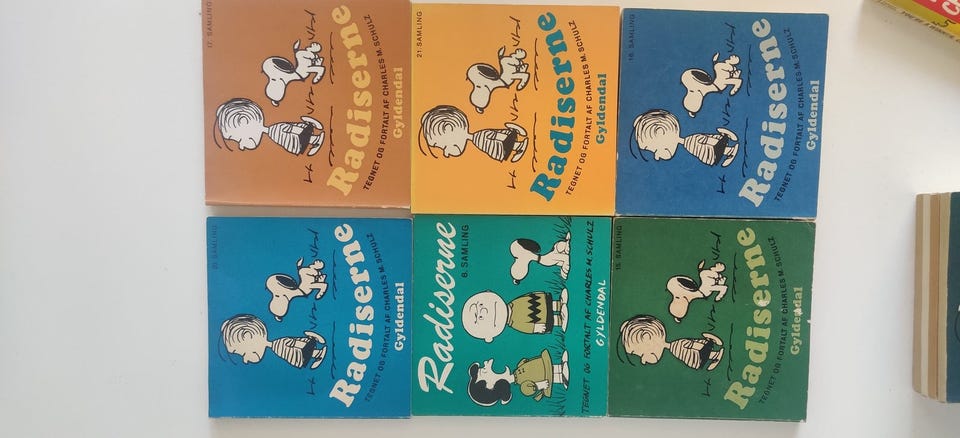 17. SAMLING
Radiserne
TEGNET OG FORTALT AF CHARLES M. SCHULZ
Gyldendal
21. SAMLING
Radiserne
TEGNET OG FORTALT AF CHARLES M. SCHULZ
Gyldendal
SAMLING
Radiserne
TEGNET OG FORTALT AF CHARLES M. SCHULZ
Gyldendal
SAMLING
Radiserne
TEGNET OG FORTALT AF CHARLES M. SCHULZ
Gyldendal
Radiserne
SAMLING
TEGNET OG FORTALT AF CHARLES M. SCHULZ
GYLDENDAL
15. SAMLING
Radiserne
TEGNET OG FORTALT AF CHARLES M. SCHULZ
Gyldendal